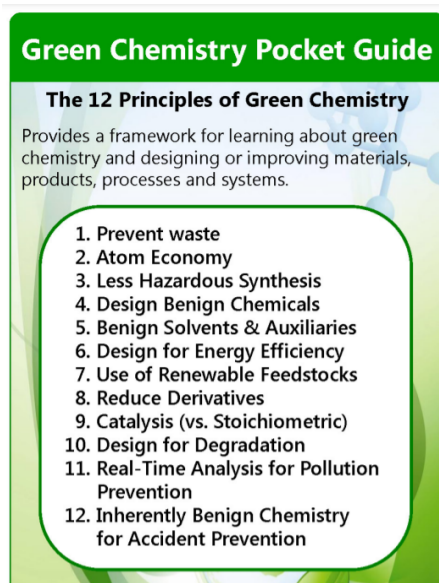 Green Chemistry Pocket Guide
The 12 Principles of Green Chemistry
Provides a framework for learning about green
chemistry and designing or improving materials,
products, processes and systems.
1. Prevent waste
2. Atom Economy
3. Less Hazardous Synthesis
4. Design Benign Chemicals
5. Benign Solvents & Auxiliaries
6. Design for Energy Efficiency
7. Use of Renewable Feedstocks
8. Reduce Derivatives
9. Catalysis (vs. Stoichiometric)
10. Design for Degradation
11. Real-Time Analysis for Pollution
Prevention
12. Inherently Benign Chemistry
for Accident Prevention